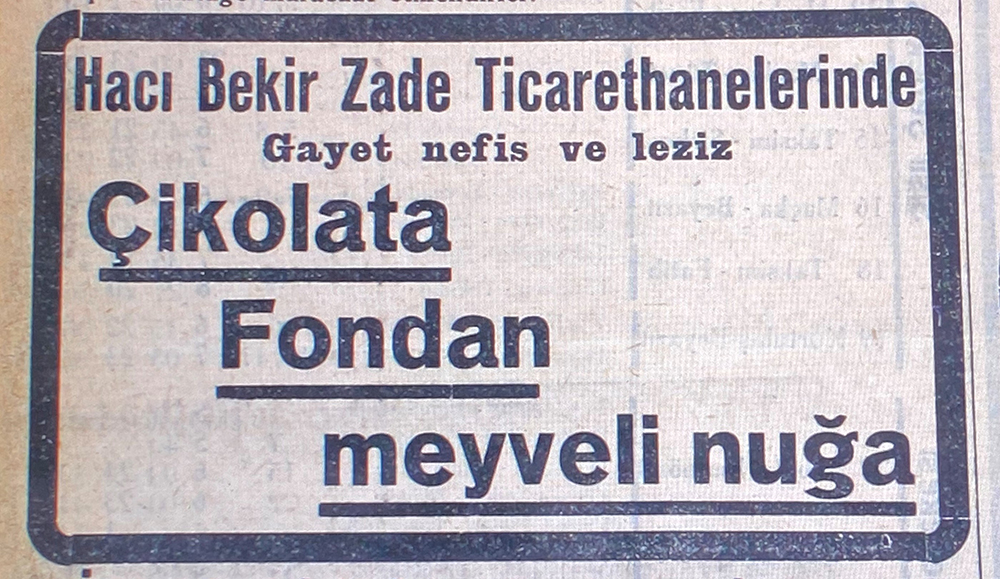 Hacı Bekir Zade Ticarethanelerinde
Gayet nefis ve leziz
Çikolata
Fondan
meyveli nuğa